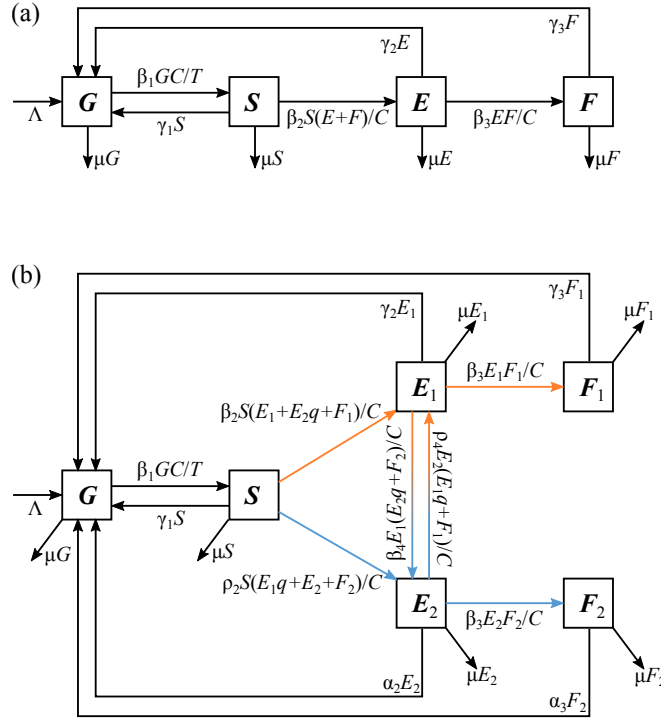 (a)
γ₃F
γ₂E
Λ
G
β₁GC/T
γ₁S
S
β₂S(E+F)/C
E
β₃EF/C
F
μG
μS
μE
μF
(b)
γ₃F₁
γ₂E₁
μE₁
μF₁
E₁
β₃E₁F₁/C
F₁
β₂S(E₁+E₂q+F₁)/C
β₄E₁(E₂q+F₂)/C
ρ₄E₂(E₁q+F₁)/C
Λ
G
β₁GC/T
γ₁S
S
μG
μS
ρ₂S(E₁q+E₂+F₂)/C
E₂
β₃E₂F₂/C
F₂
μE₂
μF₂
α₂E₂
α₃F₂